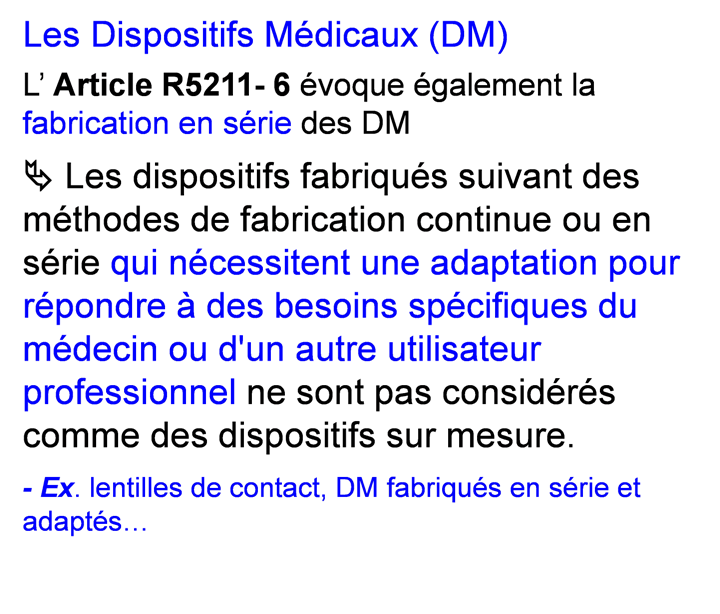 Les Dispositifs Médicaux (DM)
L’ Article R5211- 6 évoque également la
fabrication en série des DM
Les dispositifs fabriqués suivant des
méthodes de fabrication continue ou en
série qui nécessitent une adaptation pour
répondre à des besoins spécifiques du
médecin ou d'un autre utilisateur
professionnel ne sont pas considérés
comme des dispositifs sur mesure.
- Ex. lentilles de contact, DM fabriqués en série et
adaptés…